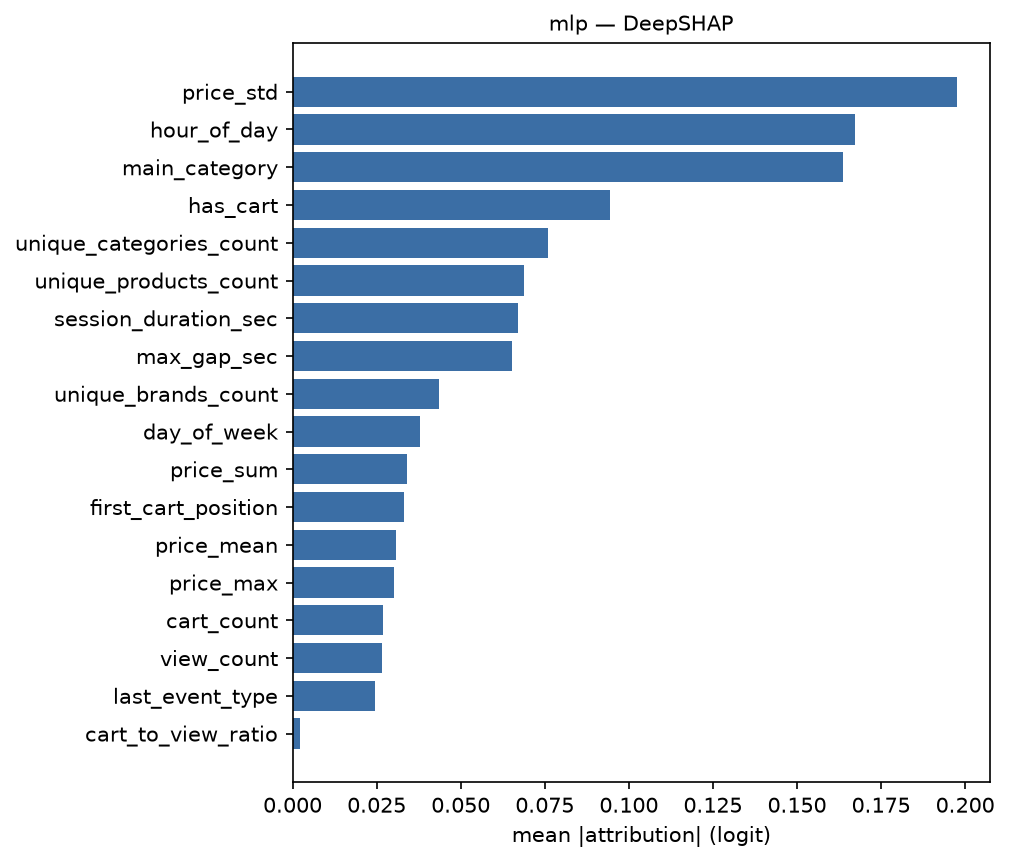 mlp — DeepSHAP
price_std
hour_of_day
main_category
has_cart
unique_categories_count
unique_products_count
session_duration_sec
max_gap_sec
unique_brands_count
day_of_week
price_sum
first_cart_position
price_mean
price_max
cart_count
view_count
last_event_type
cart_to_view_ratio
0.000 0.025 0.050 0.075 0.100 0.125 0.150 0.175 0.200
mean |attribution| (logit)